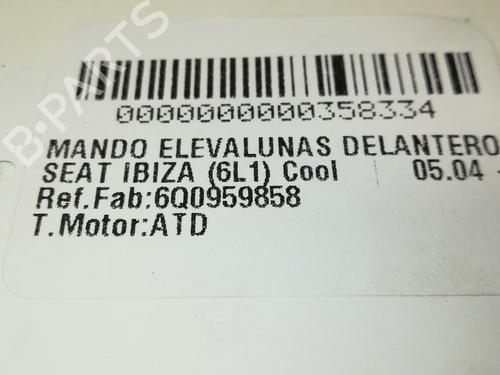 B-PARTS
0000000000358334
MANDO ELEVALUNAS DELANTERO
SEAT IBIZA (6L1) Cool 05.04 -
Ref.Fab:6Q0959858
T.Motor:ATD